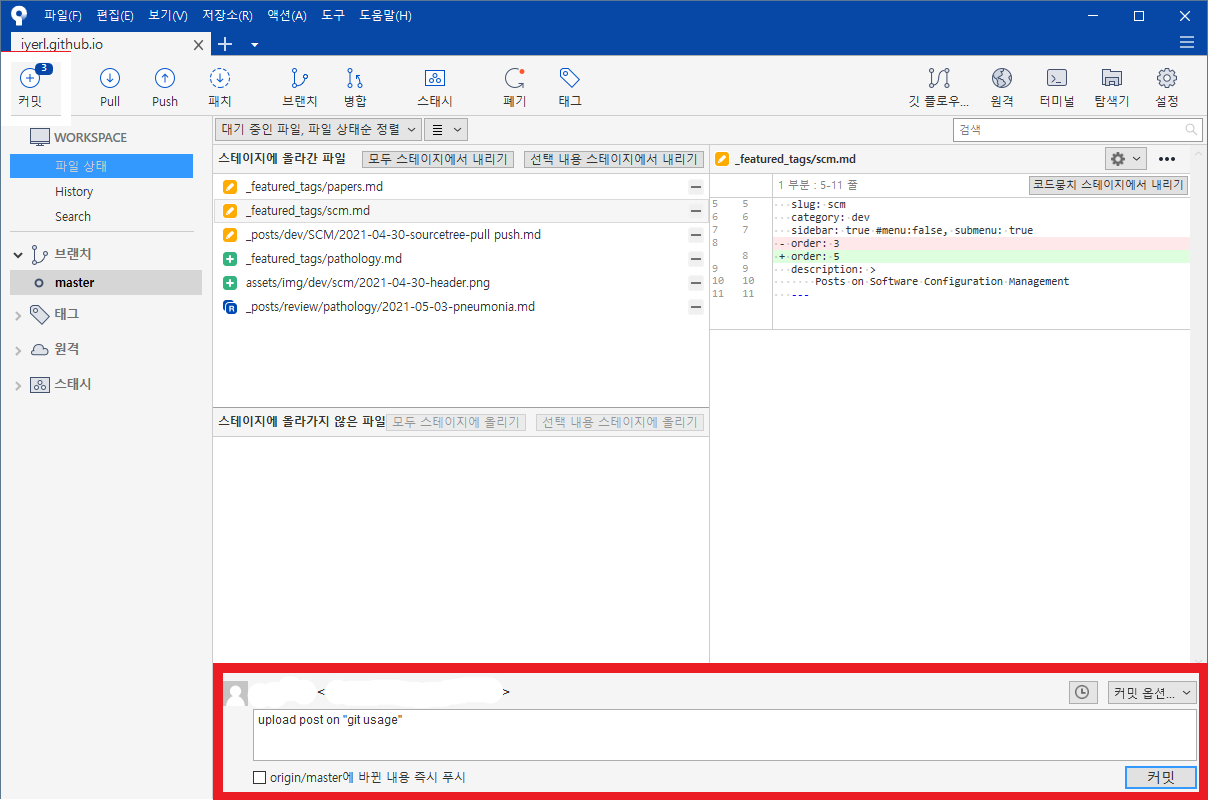 파일(F) 편집(E) 보기(V) 저장소(R) 액션(A) 도구 도움말(H)
iyerl.github.io
3
커밋 Pull Push 패치 브랜치 병합 스태시 폐기 태그 깃 플로우... 원격 터미널 탐색기 설정
WORKSPACE
파일 상태
History
Search
브랜치
master
태그
원격
스태시
대기 중인 파일, 파일 상태순 정렬
검색
스테이지에 올라간 파일 모두 스테이지에서 내리기 선택 내용 스테이지에서 내리기
_featured_tags/papers.md
_featured_tags/scm.md
_posts/dev/SCM/2021-04-30-sourcetree-pull push.md
_featured_tags/pathology.md
assets/img/dev/scm/2021-04-30-header.png
R _posts/review/pathology/2021-05-03-pneumonia.md
스테이지에 올라가지 않은 파일 모두 스테이지에 올리기 선택 내용 스테이지에 올리기
_featured_tags/scm.md
1 부분 : 5-11 줄 코드뭉치 스테이지에서 내리기
5 5 ···slug:·scm
6 6 ···category:·dev
7 7 ···sidebar:·true·#menu:false,·submenu:·true
8 -·order:·3
8 +·order:·5
9 9 ···description:·>
10 10 ·······Posts·on·Software·Configuration·Management
11 11 ···---
< >
커밋 옵션...
upload post on "git usage"
origin/master에 바뀐 내용 즉시 푸시
커밋